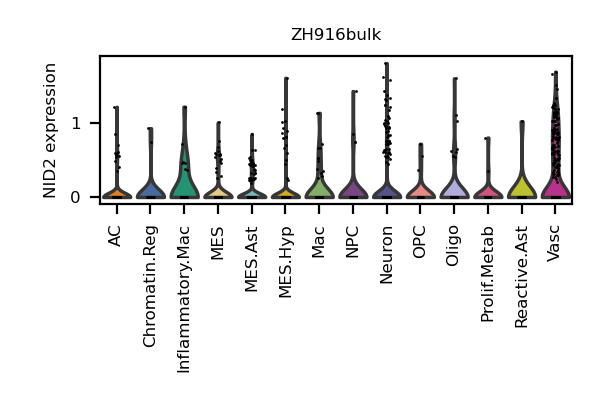 ZH916bulk
NID2 expression
1
0
AC
Chromatin.Reg
Inflammatory.Mac
MES
MES.Ast
MES.Hyp
Mac
NPC
Neuron
OPC
Oligo
Prolif.Metab
Reactive.Ast
Vasc